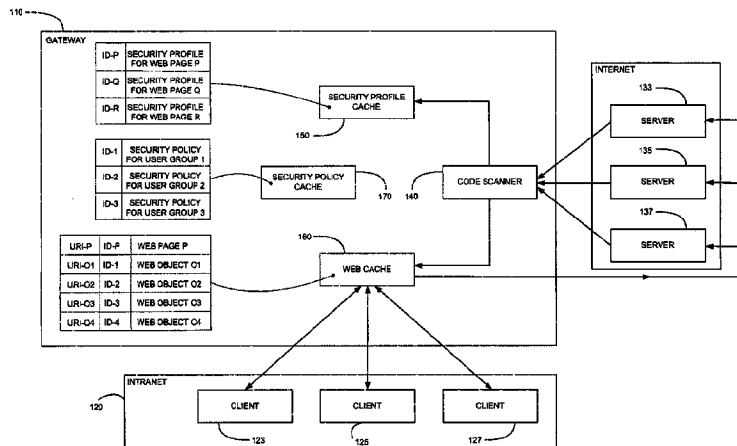 110
GATEWAY
ID-P SECURITY PROFILE FOR WEB PAGE P
ID-Q SECURITY PROFILE FOR WEB PAGE Q
ID-R SECURITY PROFILE FOR WEB PAGE R
SECURITY PROFILE CACHE
150
ID-1 SECURITY POLICY FOR USER GROUP 1
ID-2 SECURITY POLICY FOR USER GROUP 2
ID-3 SECURITY POLICY FOR USER GROUP 3
SECURITY POLICY CACHE
170
CODE SCANNER
140
INTERNET
133
SERVER
135
SERVER
137
SERVER
160
WEB CACHE
URI-P ID-P WEB PAGE P
URI-O1 ID-1 WEB OBJECT O1
URI-O2 ID-2 WEB OBJECT O2
URI-O3 ID-3 WEB OBJECT O3
URI-O4 ID-4 WEB OBJECT O4
120
INTRANET
CLIENT
CLIENT
CLIENT
123
125
127